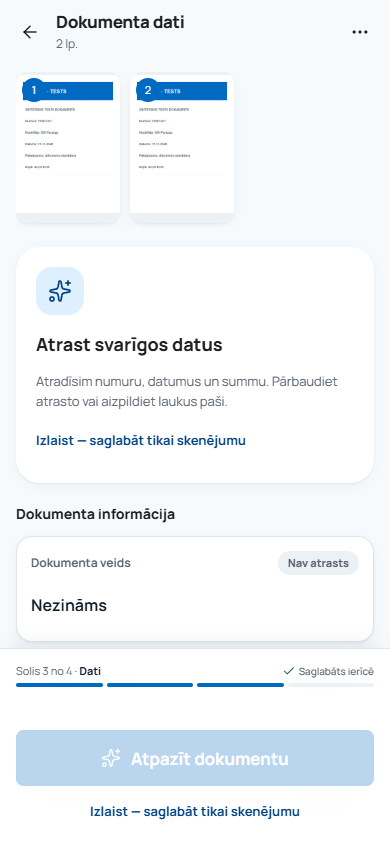 Dokumenta dati
2 lp.
1
- TESTS
2
- TESTS
Atrast svarīgos datus
Atradīsim numuru, datumus un summu. Pārbaudiet
atrasto vai aizpildiet laukus paši.
Izlaist — saglabāt tikai skenējumu
Dokumenta informācija
Dokumenta veids
Nav atrasts
Nezināms
Solis 3 no 4 · Dati
Saglabāts ierīcē
Atpazīt dokumentu
Izlaist — saglabāt tikai skenējumu